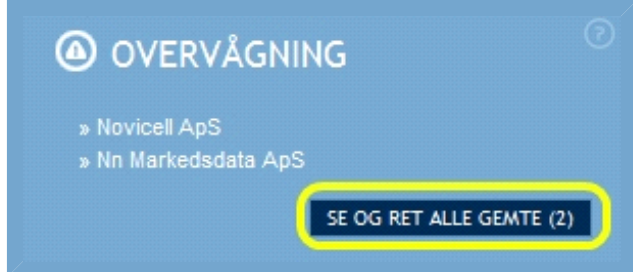 OVERVÅGNING
?
» Novicell ApS
» Nn Markedsdata ApS
SE OG RET ALLE GEMTE (2)